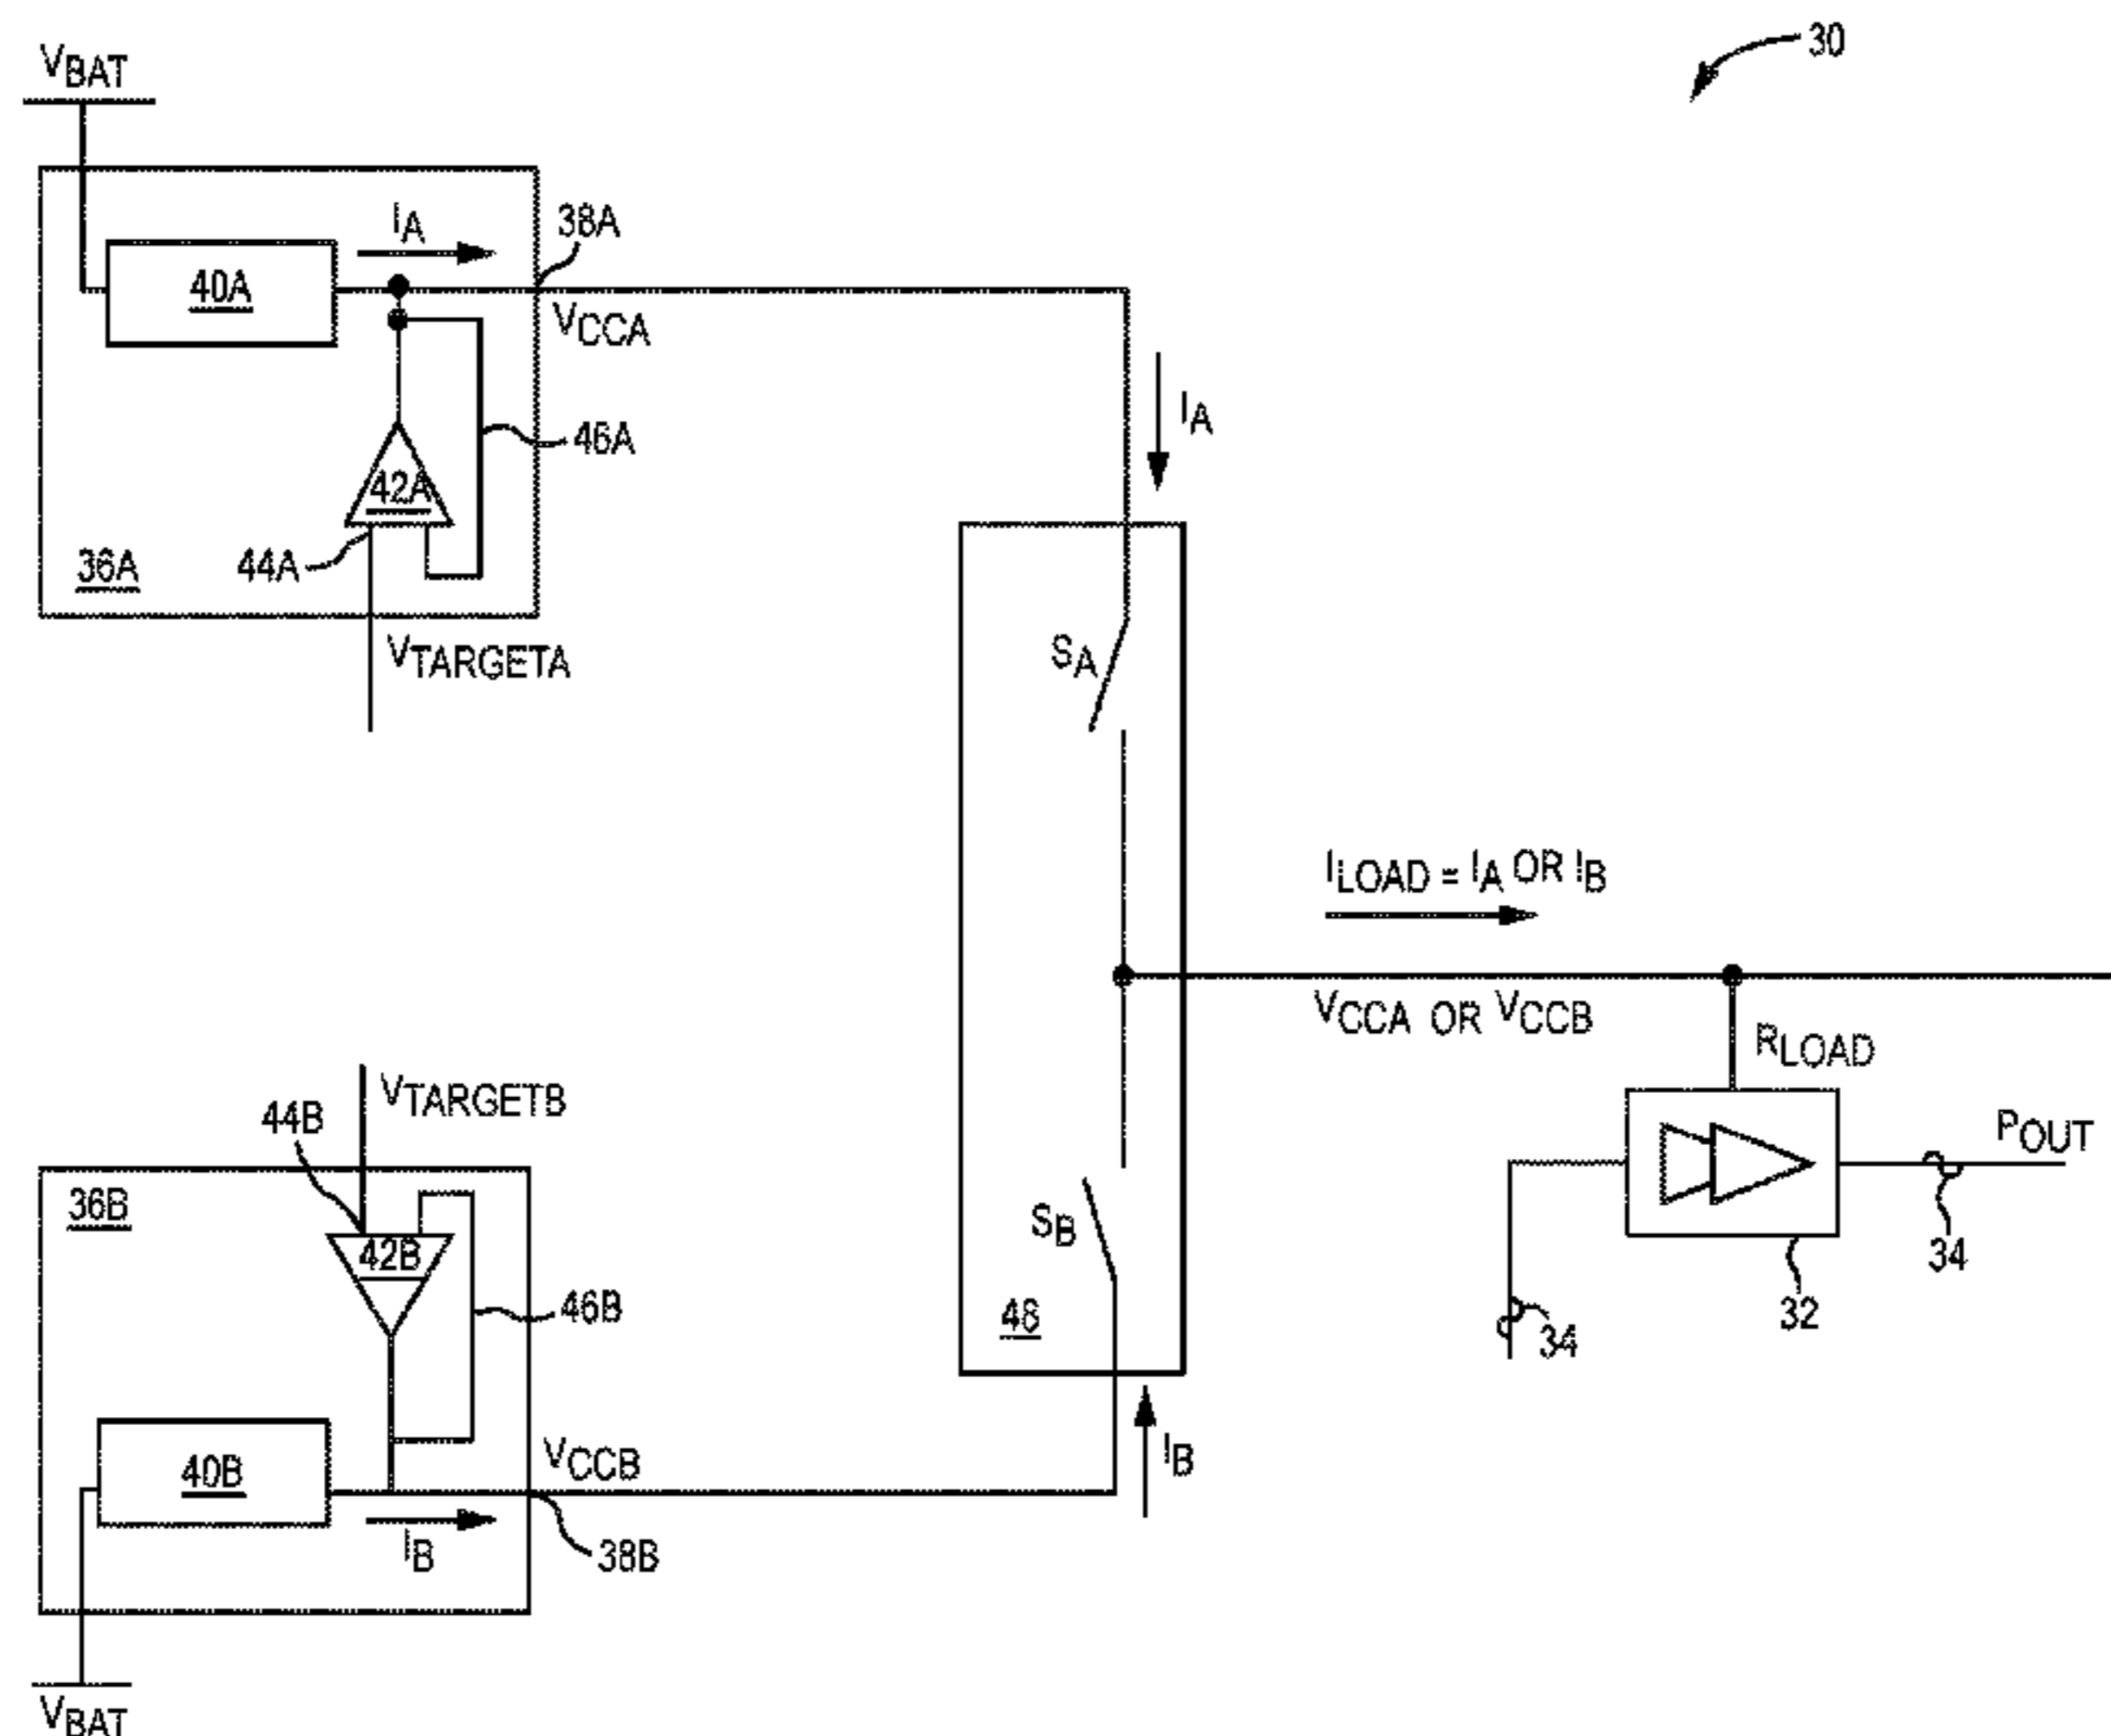 30
VBAT
IA
38A
40A
VCCA
IA
46A
42A
44A
36A
VTARGETA
SA
ILOAD = IA OR IB
VCCA OR VCCB
RLOAD
VTARGETB
44B
POUT
36B
42B
SB
34
46B
48
32
34
VCCB
IB
40B
IB
38B
VBAT